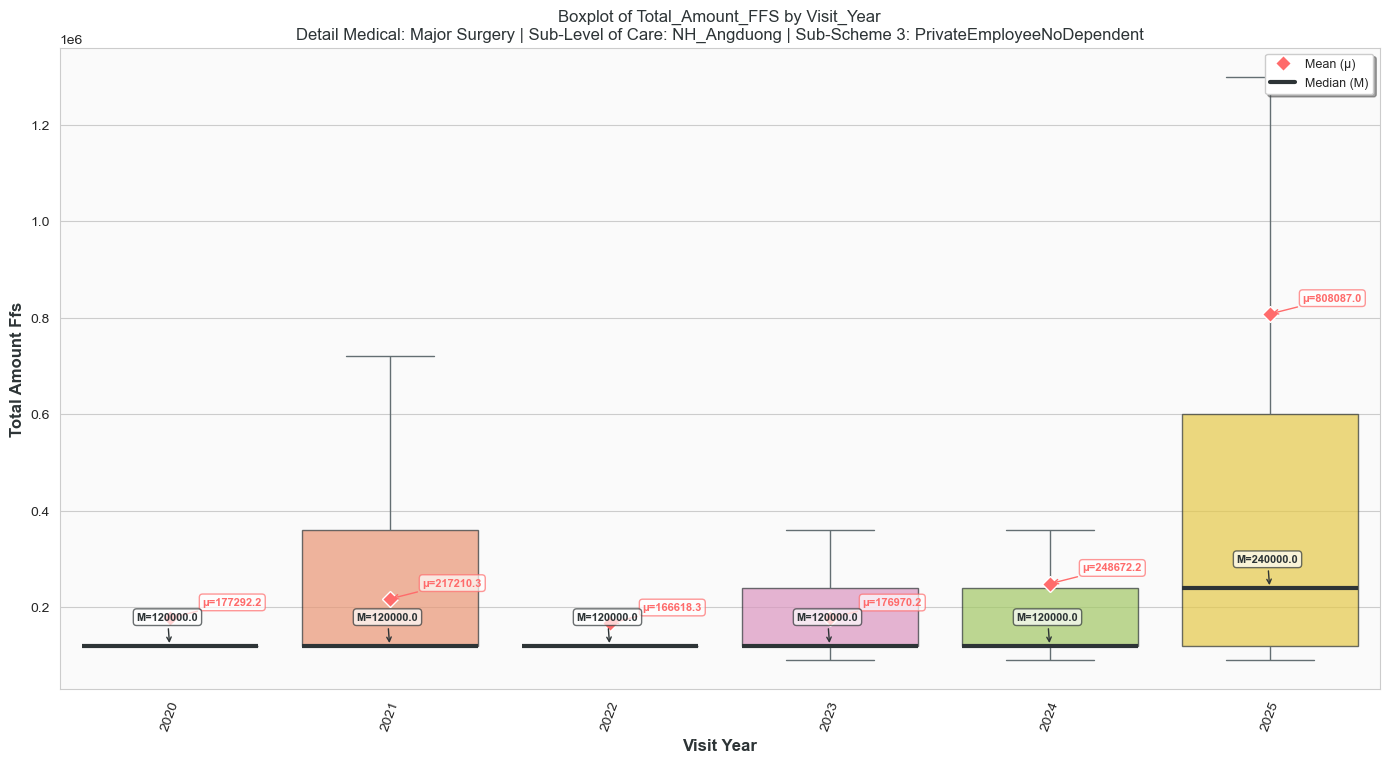 Boxplot of Total_Amount_FFS by Visit_Year
Detail Medical: Major Surgery | Sub-Level of Care: NH_Angduong | Sub-Scheme 3: PrivateEmployeeNoDependent
1e6
Mean (μ)
Median (M)
1.2
1.0
0.8
0.6
0.4
0.2
Total Amount Ffs
μ=177292.2
M=120000.0
μ=217210.3
M=120000.0
μ=166618.3
M=120000.0
μ=176970.2
M=120000.0
μ=248672.2
M=120000.0
μ=808087.0
M=240000.0
2020
2021
2022
2023
2024
2025
Visit Year